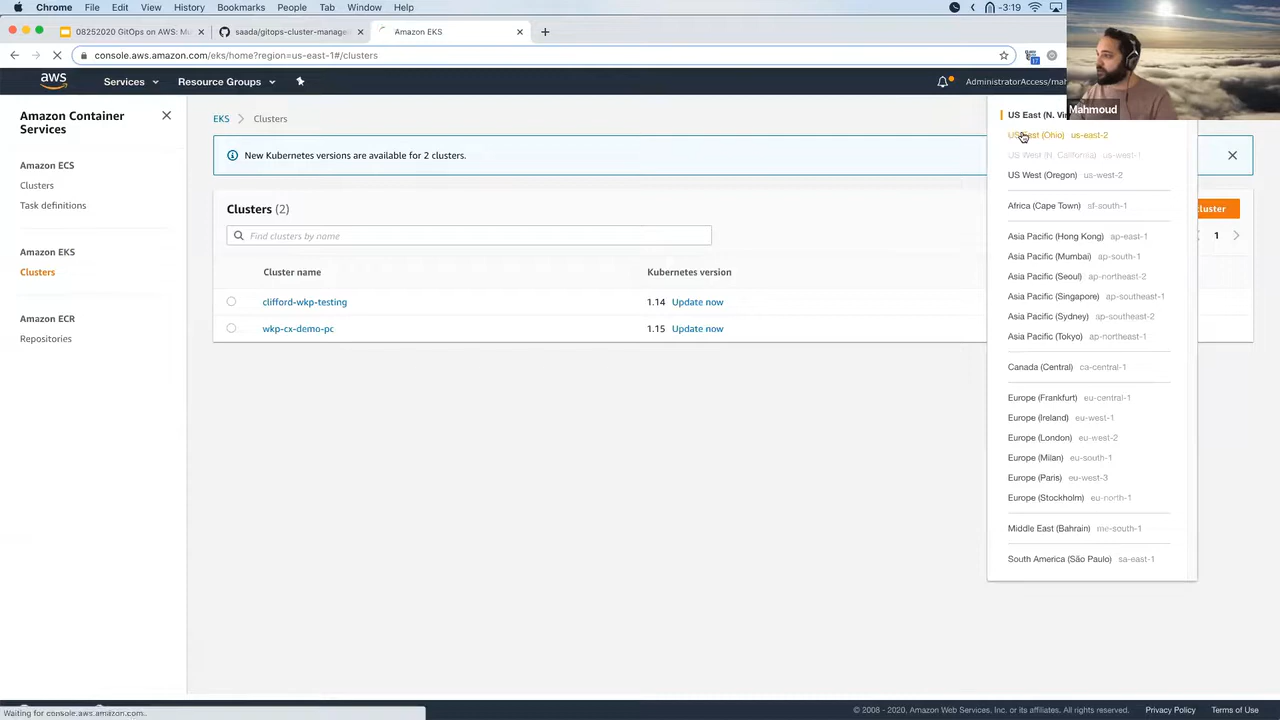 Chrome File Edit View History Bookmarks People Tab Window Help -3:19
08252020 GitOps on AWS: Ma × saada/gitops-cluster-manage × Amazon EKS × +
console.aws.amazon.com/eks/home?region=us-east-1#/clusters
aws Services Resource Groups AdministratorAccess/mah
Mahmoud
Amazon Container Services
Amazon ECS
Clusters
Task definitions
Amazon EKS
Clusters
Amazon ECR
Repositories
EKS > Clusters
New Kubernetes versions are available for 2 clusters.
Clusters (2)
Find clusters by name
1
Cluster name Kubernetes version
clifford-wkp-testing 1.14 Update now
wkp-cx-demo-pc 1.15 Update now
US East (N. Vir
US East (Ohio) us-east-2
US West (N. California) us-west-1
US West (Oregon) us-west-2
Africa (Cape Town) af-south-1
Asia Pacific (Hong Kong) ap-east-1
Asia Pacific (Mumbai) ap-south-1
Asia Pacific (Seoul) ap-northeast-2
Asia Pacific (Singapore) ap-southeast-1
Asia Pacific (Sydney) ap-southeast-2
Asia Pacific (Tokyo) ap-northeast-1
Canada (Central) ca-central-1
Europe (Frankfurt) eu-central-1
Europe (Ireland) eu-west-1
Europe (London) eu-west-2
Europe (Milan) eu-south-1
Europe (Paris) eu-west-3
Europe (Stockholm) eu-north-1
Middle East (Bahrain) me-south-1
South America (São Paulo) sa-east-1
Waiting for console.aws.amazon.com...
© 2008 - 2020, Amazon Web Services, Inc. or its affiliates. All rights reserved. Privacy Policy Terms of Use